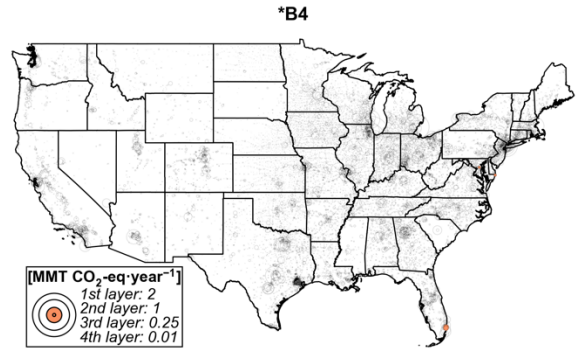 *B4
[MMT CO₂-eq·year⁻¹]
1st layer: 2
2nd layer: 1
3rd layer: 0.25
4th layer: 0.01